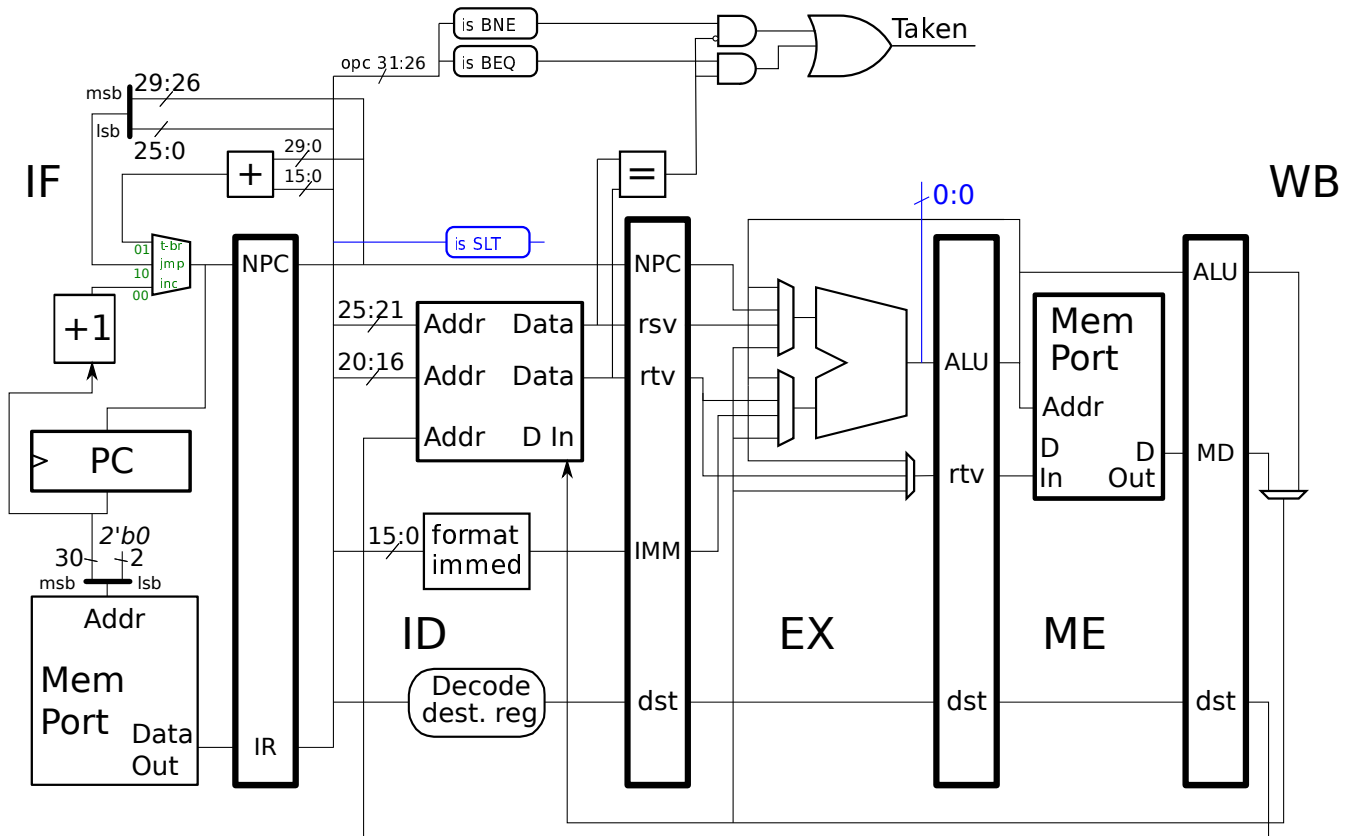 is BNE
Taken
is BEQ
opc 31:26
29:26
msb
lsb
25:0
29:0
15:0
+
=
IF
WB
0:0
is SLT
01
t-br
jmp
10
inc
00
NPC
NPC
ALU
+1
25:21
Addr
Data
rsv
Mem
Port
20:16
Addr
Data
rtv
ALU
Addr
Addr
D In
D
In
D
Out
MD
PC
rtv
2'b0
30
2
msb
lsb
15:0
format
immed
IMM
Addr
ID
EX
ME
Mem
Port
Decode
dest. reg
dst
dst
dst
Data
Out
IR